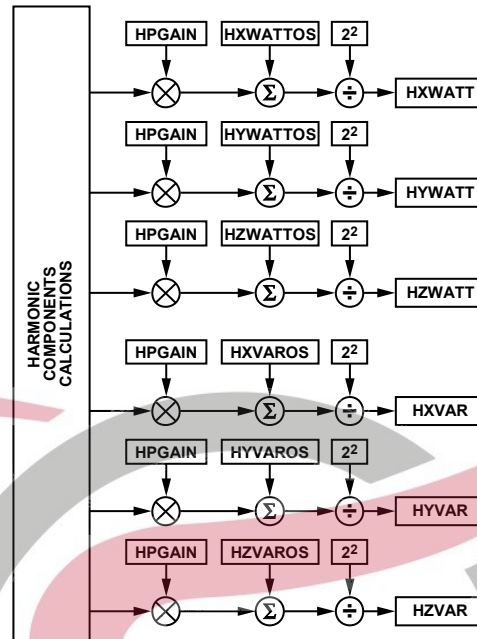 HARMONIC
COMPONENTS
CALCULATIONS
HPGAIN HXWATTOS 2²
Σ ÷ HXWATT
HPGAIN HYWATTOS 2²
Σ ÷ HYWATT
HPGAIN HZWATTOS 2²
Σ ÷ HZWATT
HPGAIN HXVAROS 2²
Σ ÷ HXVAR
HPGAIN HYVAROS 2²
Σ ÷ HYVAR
HPGAIN HZVAROS 2²
Σ ÷ HZVAR